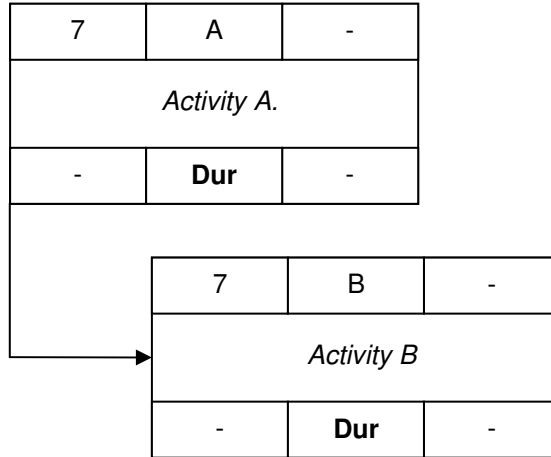 7 A -
Activity A.
- Dur -
7 B -
Activity B
- Dur -